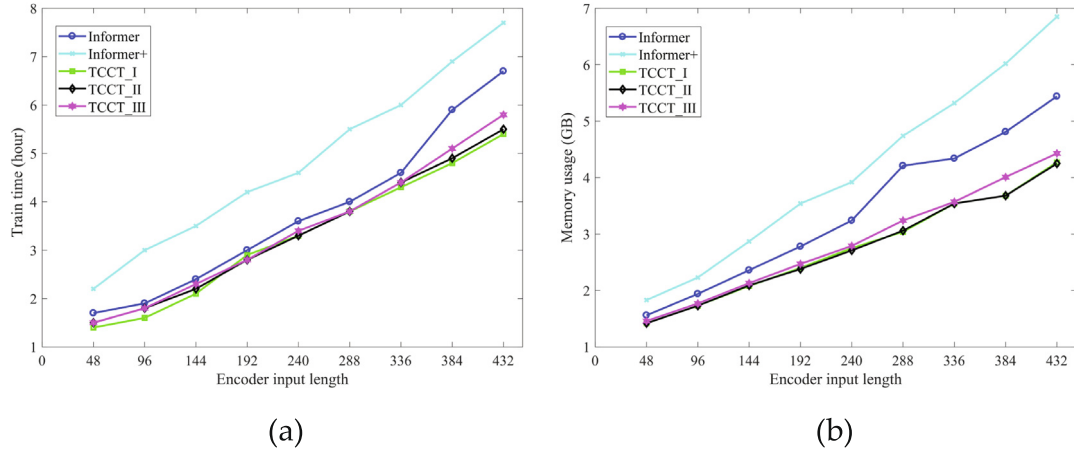 8
7
6
5
4
3
2
1
Train time (hour)
Informer
Informer+
TCCT_I
TCCT_II
TCCT_III
0 48 96 144 192 240 288 336 384 432
Encoder input length
(a)
7
6
5
4
3
2
1
Memory usage (GB)
Informer
Informer+
TCCT_I
TCCT_II
TCCT_III
0 48 96 144 192 240 288 336 384 432
Encoder input length
(b)